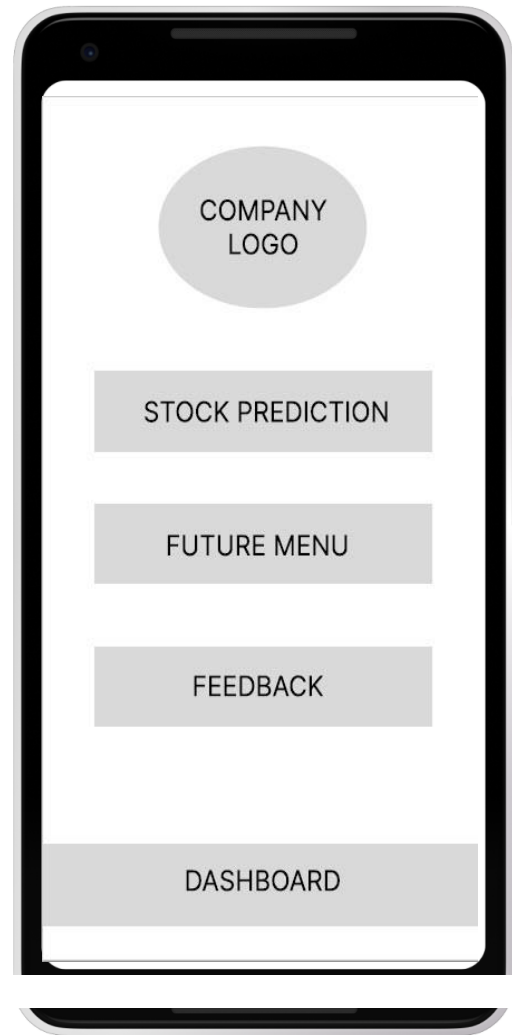 COMPANY
LOGO
STOCK PREDICTION
FUTURE MENU
FEEDBACK
DASHBOARD